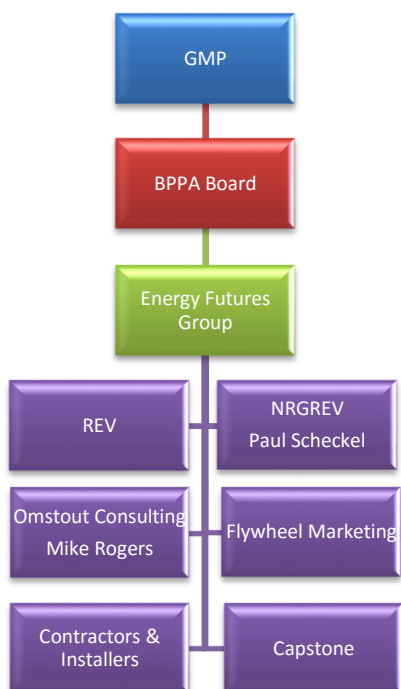 GMP
BPPA Board
Energy Futures
Group
REV
NRGREV
Paul Scheckel
Omstout Consulting
Mike Rogers
Flywheel Marketing
Contractors &
Installers
Capstone